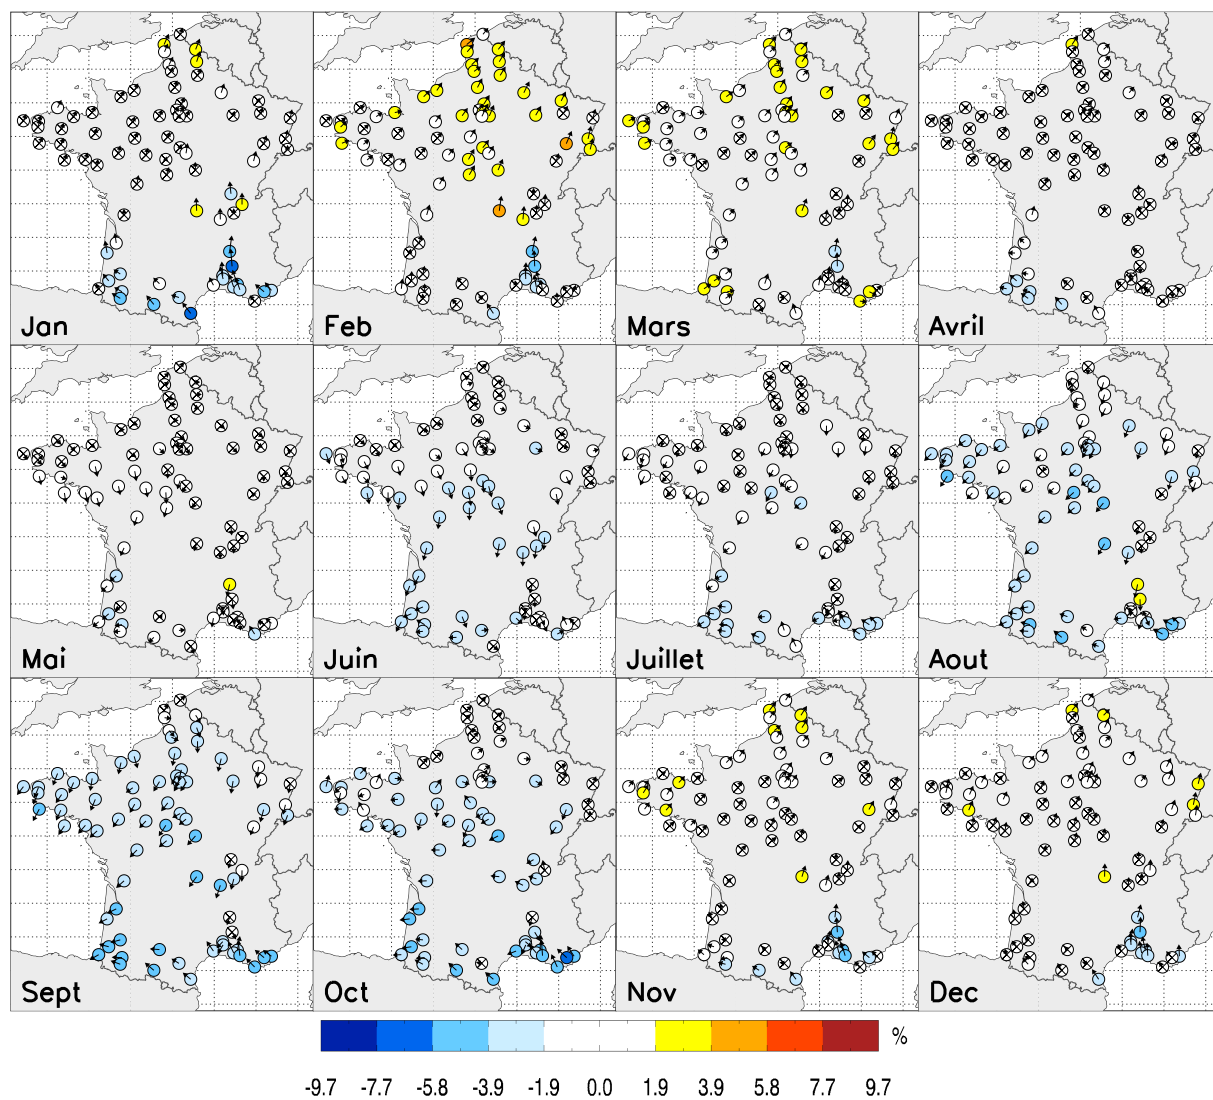 Jan Feb Mars Avril
Mai Juin Juillet Aout
Sept Oct Nov Dec
%
-9.7 -7.7 -5.8 -3.9 -1.9 0.0 1.9 3.9 5.8 7.7 9.7